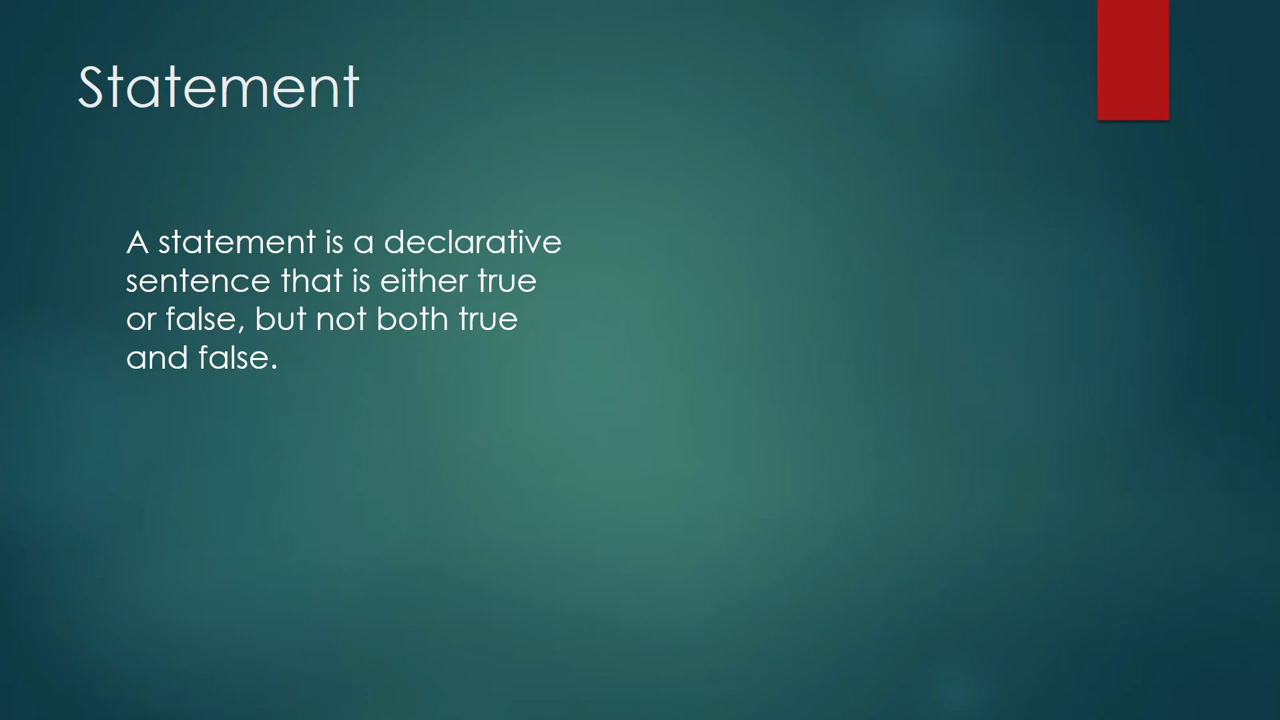 Statement
A statement is a declarative
sentence that is either true
or false, but not both true
and false.